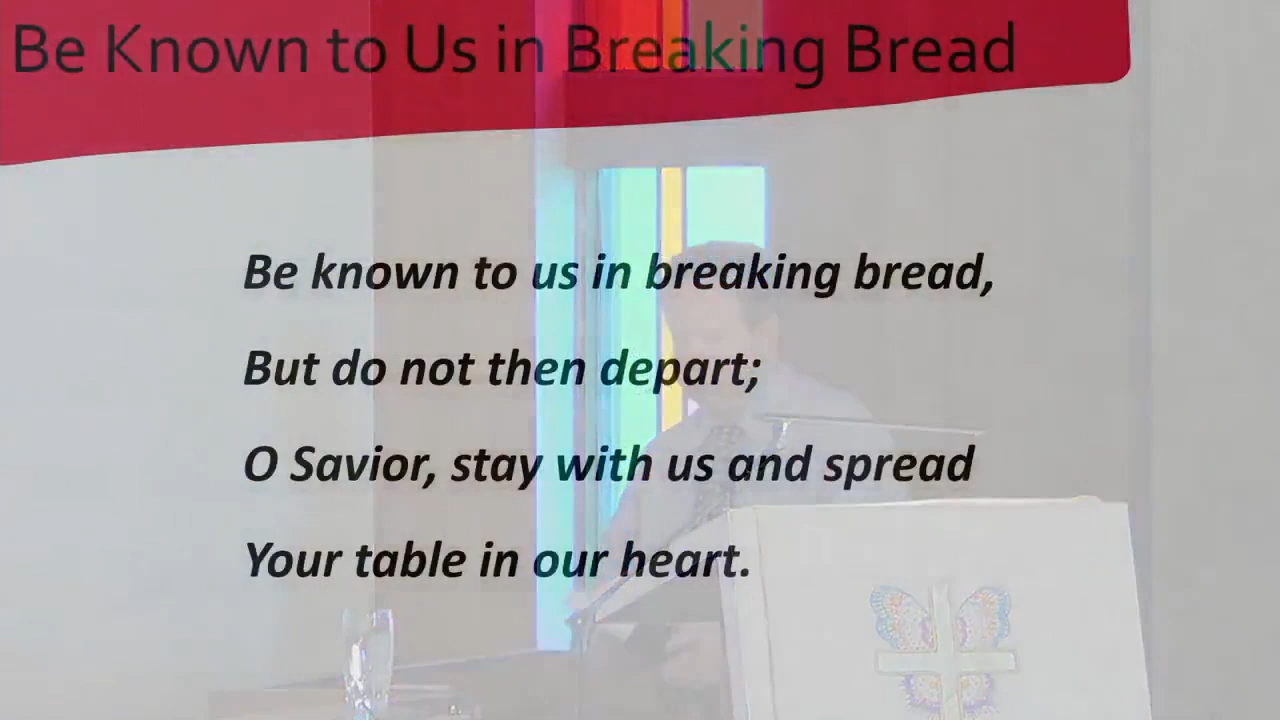 Be Known to Us in Breaking Bread
Be known to us in breaking bread,
But do not then depart;
O Savior, stay with us and spread
Your table in our heart.